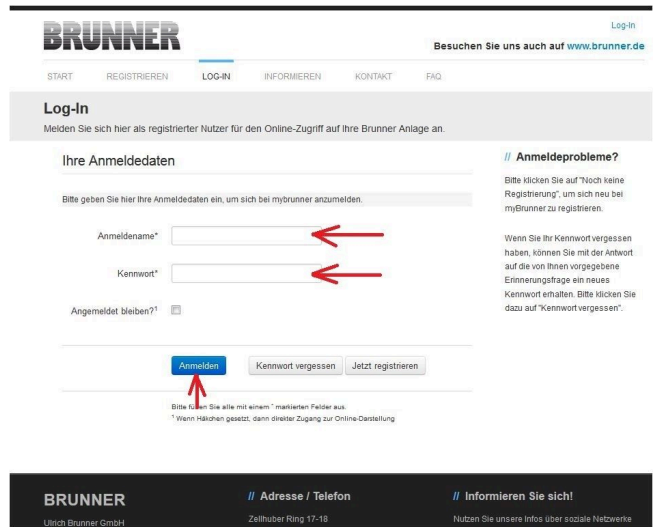 BRUNNER
Log-In
Besuchen Sie uns auch auf www.brunner.de
START REGISTRIEREN LOG-IN INFORMIEREN KONTAKT FAQ
Log-In
Melden Sie sich hier als registrierter Nutzer für den Online-Zugriff auf Ihre Brunner Anlage an.
Ihre Anmeldedaten
Bitte geben Sie hier Ihre Anmeldedaten ein, um sich bei mybrunner anzumelden.
Anmeldename*
Kennwort*
Angemeldet bleiben?¹
Anmelden Kennwort vergessen Jetzt registrieren
Bitte füllen Sie alle mit einem * markierten Felder aus.
¹ Wenn Häkchen gesetzt, dann direkter Zugang zur Online-Darstellung
// Anmeldeprobleme?
Bitte klicken Sie auf "Noch keine
Registrierung", um sich neu bei
myBrunner zu registrieren.
Wenn Sie Ihr Kennwort vergessen
haben, können Sie mit der Antwort
auf die von Ihnen vorgegebene
Erinnerungsfrage ein neues
Kennwort erhalten. Bitte klicken Sie
dazu auf "Kennwort vergessen".
BRUNNER
Ulrich Brunner GmbH
// Adresse / Telefon
Zellhuber Ring 17-18
// Informieren Sie sich!
Nutzen Sie unsere Infos über soziale Netzwerke